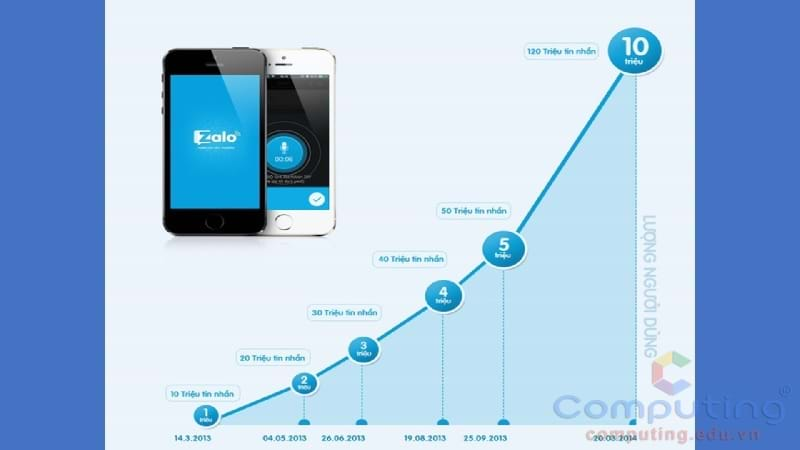 Zalo
00:06
120 Triệu tin nhắn
10
triệu
50 Triệu tin nhắn
5
triệu
40 Triệu tin nhắn
4
triệu
30 Triệu tin nhắn
3
triệu
20 Triệu tin nhắn
2
triệu
10 Triệu tin nhắn
1
triệu
LƯỢNG NGƯỜI DÙNG
14.3.2013
04.05.2013
26.06.2013
19.08.2013
25.09.2013
20.03.2014
Computing®
computing.edu.vn